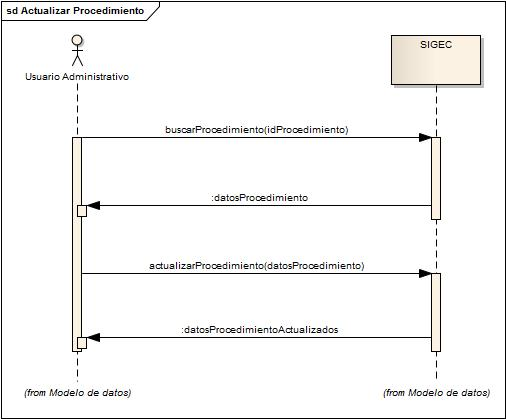 sd Actualizar Procedimiento
Usuario Administrativo
SIGEC
buscarProcedimiento(idProcedimiento)
:datosProcedimiento
actualizarProcedimiento(datosProcedimiento)
:datosProcedimientoActualizados
(from Modelo de datos)
(from Modelo de datos)